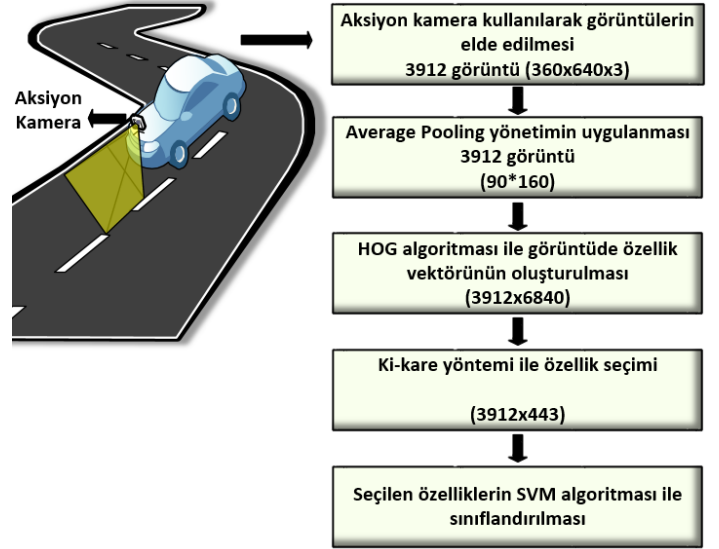 Aksiyon
Kamera
Aksiyon kamera kullanılarak görüntülerin
elde edilmesi
3912 görüntü (360x640x3)
Average Pooling yönetimin uygulanması
3912 görüntü
(90*160)
HOG algoritması ile görüntüde özellik
vektörünün oluşturulması
(3912x6840)
Ki-kare yöntemi ile özellik seçimi
(3912x443)
Seçilen özelliklerin SVM algoritması ile
sınıflandırılması